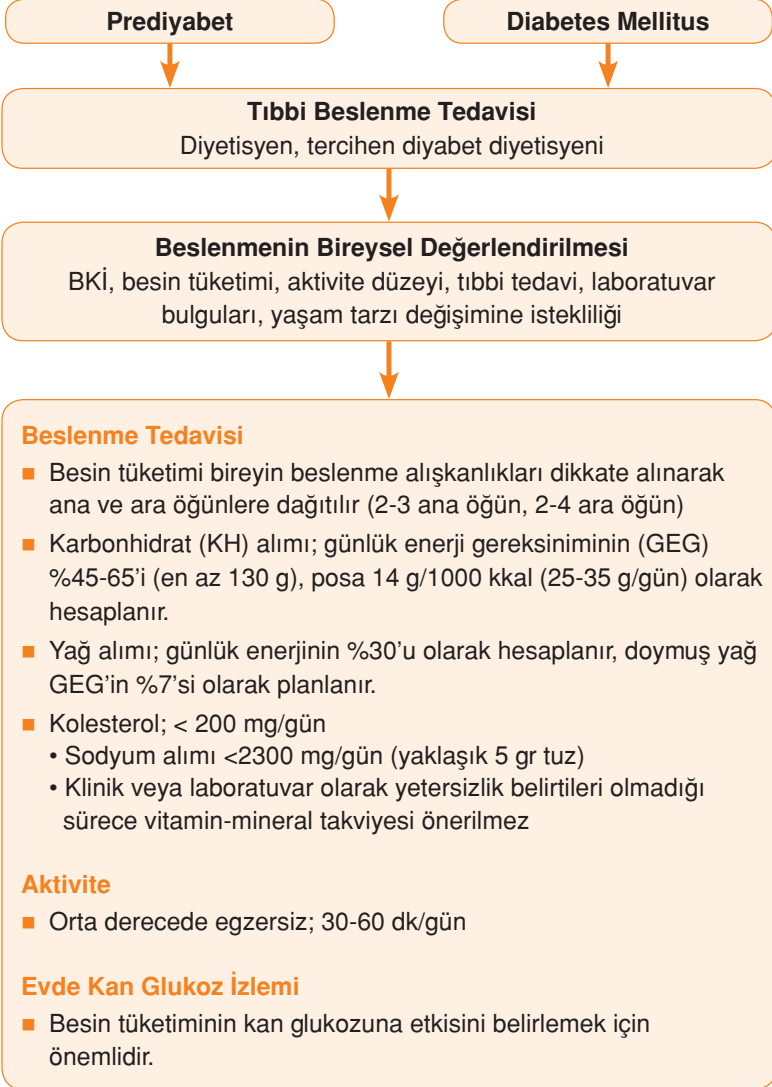 Prediyabet
Diabetes Mellitus
Tıbbi Beslenme Tedavisi
Diyetisyen, tercihen diyabet diyetisyeni
Beslenmenin Bireysel Değerlendirilmesi
BKİ, besin tüketimi, aktivite düzeyi, tıbbi tedavi, laboratuvar
bulguları, yaşam tarzı değişimine istekliliği
Beslenme Tedavisi
■ Besin tüketimi bireyin beslenme alışkanlıkları dikkate alınarak
ana ve ara öğünlere dağıtılır (2-3 ana öğün, 2-4 ara öğün)
■ Karbonhidrat (KH) alımı; günlük enerji gereksiniminin (GEG)
%45-65'i (en az 130 g), posa 14 g/1000 kkal (25-35 g/gün) olarak
hesaplanır.
■ Yağ alımı; günlük enerjinin %30'u olarak hesaplanır, doymuş yağ
GEG'in %7'si olarak planlanır.
■ Kolesterol; < 200 mg/gün
• Sodyum alımı <2300 mg/gün (yaklaşık 5 gr tuz)
• Klinik veya laboratuvar olarak yetersizlik belirtileri olmadığı
sürece vitamin-mineral takviyesi önerilmez
Aktivite
■ Orta derecede egzersiz; 30-60 dk/gün
Evde Kan Glukoz İzlemi
■ Besin tüketiminin kan glukozuna etkisini belirlemek için
önemlidir.